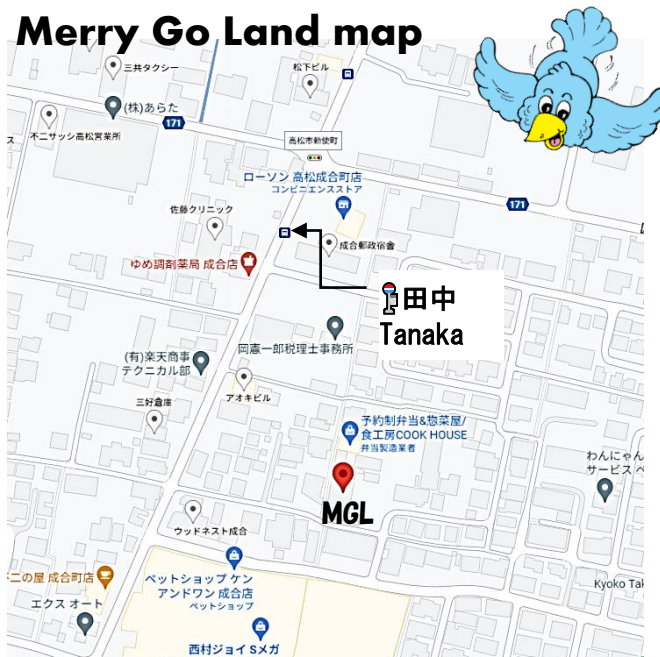 Merry Go Land map
三共タクシー
松下ビル
(株)あらた
171
不二サッシ高松営業所
高松市勅使町
ローソン 高松成合町店
コンビニエンスストア
171
佐藤クリニック
成合郵政宿舎
ゆめ調剤薬局 成合店
田中
Tanaka
岡憲一郎税理士事務所
(有)楽天商事
テクニカル部
アオキビル
三好倉庫
予約制弁当&惣菜屋/
食工房COOK HOUSE
弁当製造業者
わんにゃん
サービス ペ
MGL
ウッドネスト成合
ペットショップ ケン
アンドワン 成合店
ペットショップ
二の屋 成合町店
Kyoko Tak
エクス オート
西村ジョイ Sメガ